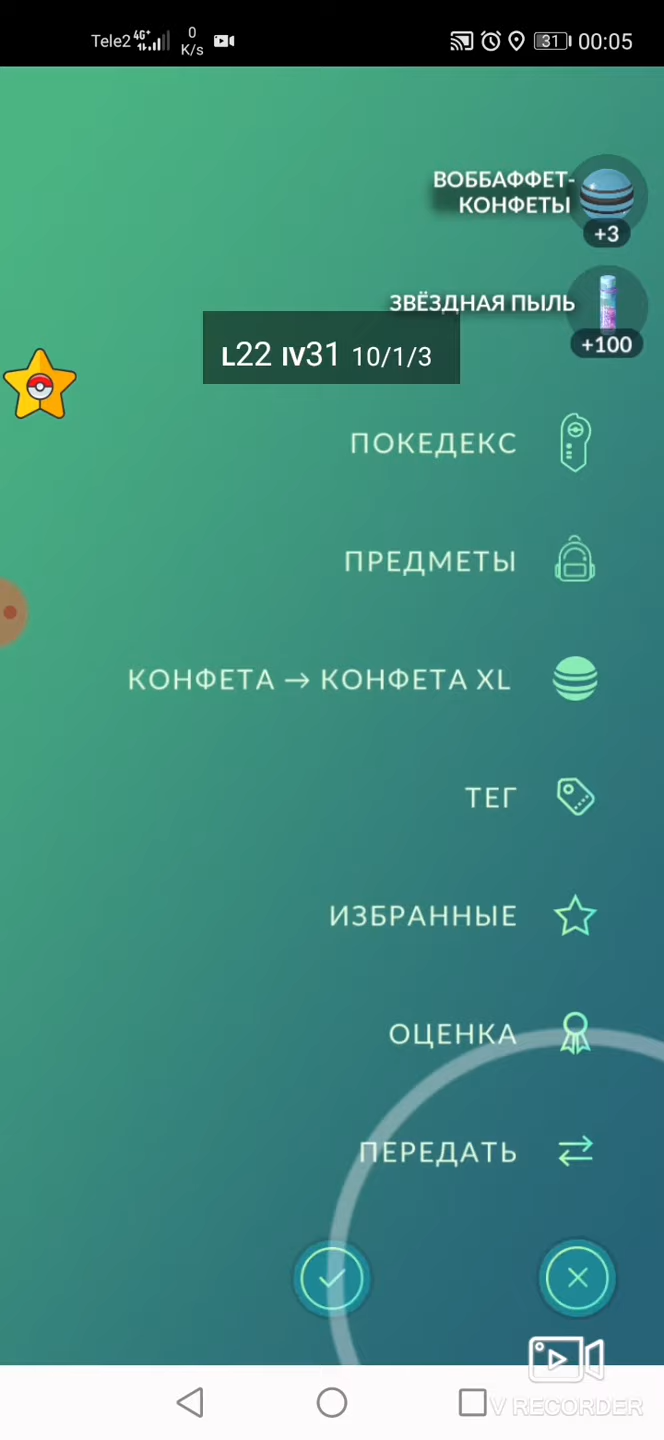 Tele2 4G+ 0 K/s 31 00:05
ВОББАФФЕТ-
КОНФЕТЫ
+3
ЗВЁЗДНАЯ ПЫЛЬ
+100
L22 IV31 10/1/3
ПОКЕДЕКС
ПРЕДМЕТЫ
КОНФЕТА → КОНФЕТА XL
ТЕГ
ИЗБРАННЫЕ
ОЦЕНКА
ПЕРЕДАТЬ
V RECORDER